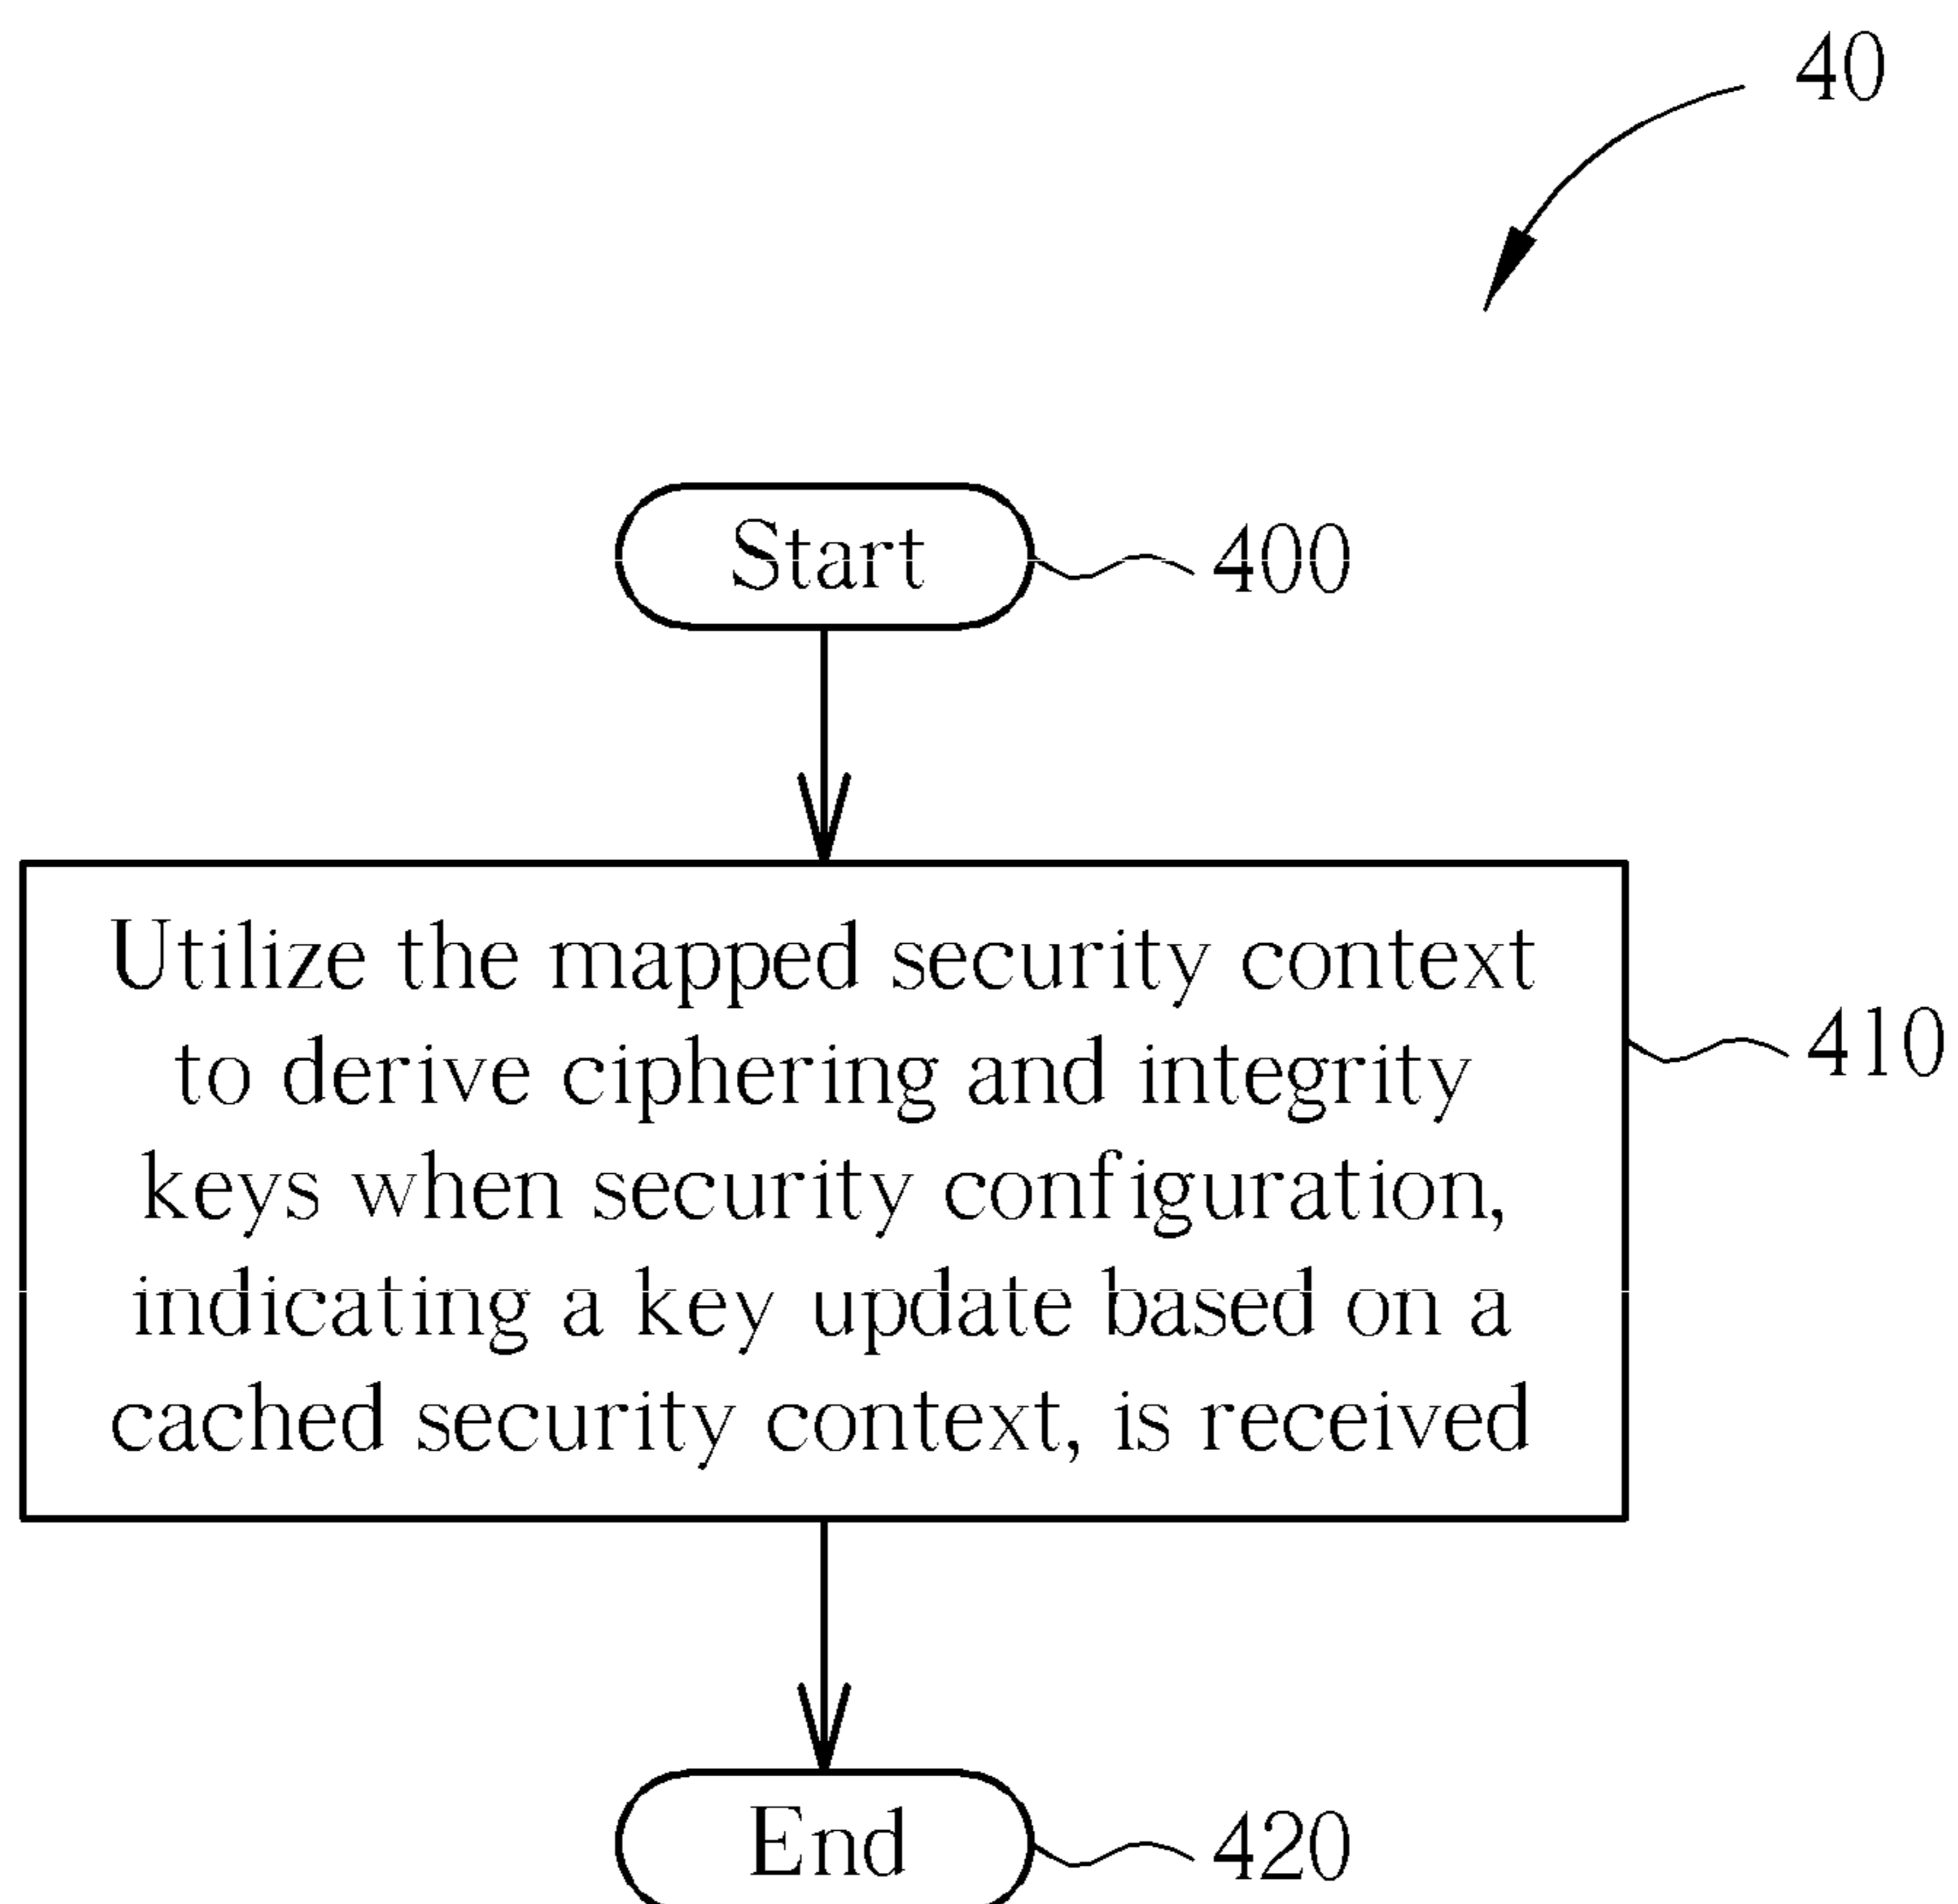 40
Start
400
Utilize the mapped security context
to derive ciphering and integrity
keys when security configuration,
indicating a key update based on a
cached security context, is received
410
End
420